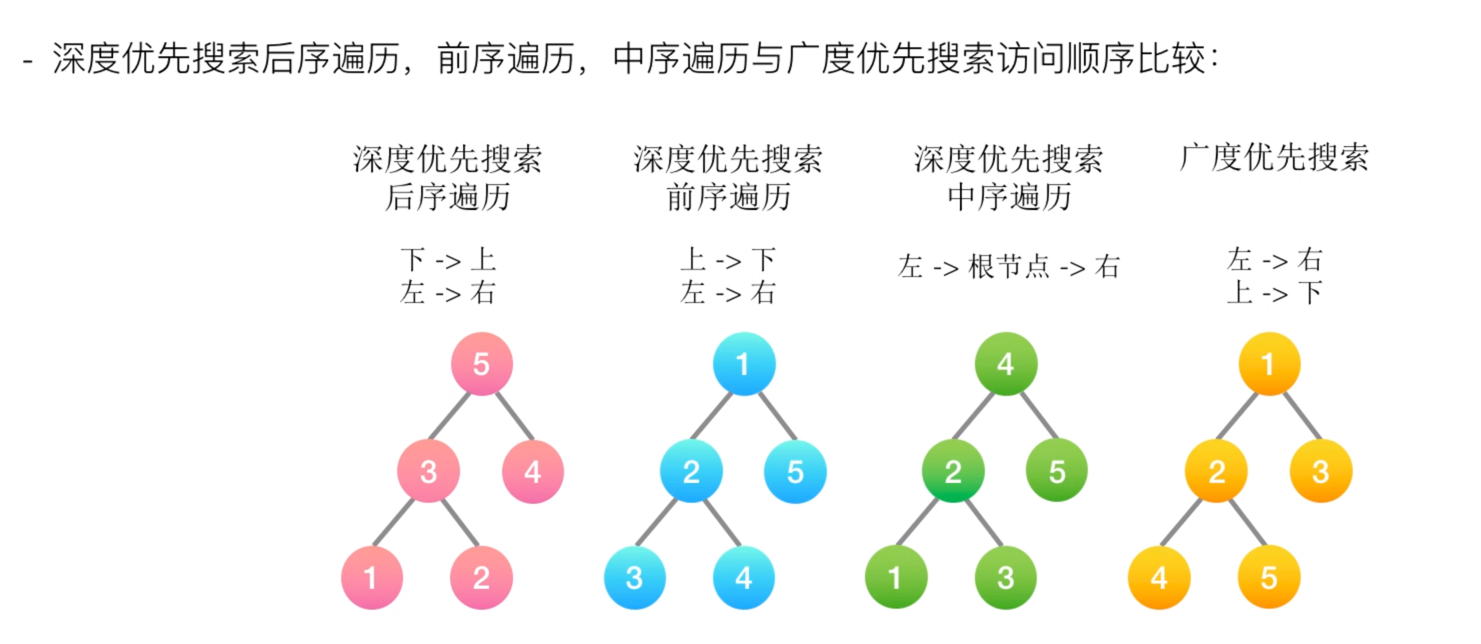 - 深度优先搜索后序遍历，前序遍历，中序遍历与广度优先搜索访问顺序比较：
深度优先搜索
后序遍历
下 -> 上
左 -> 右
5
3 4
1 2
深度优先搜索
前序遍历
上 -> 下
左 -> 右
1
2 5
3 4
深度优先搜索
中序遍历
左 -> 根节点 -> 右
4
2 5
1 3
广度优先搜索
左 -> 右
上 -> 下
1
2 3
4 5